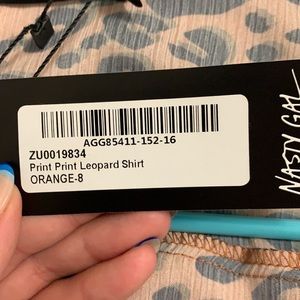 AGG85411-152-16
ZU0019834
Print Print Leopard Shirt
ORANGE-8
NASTY GAL